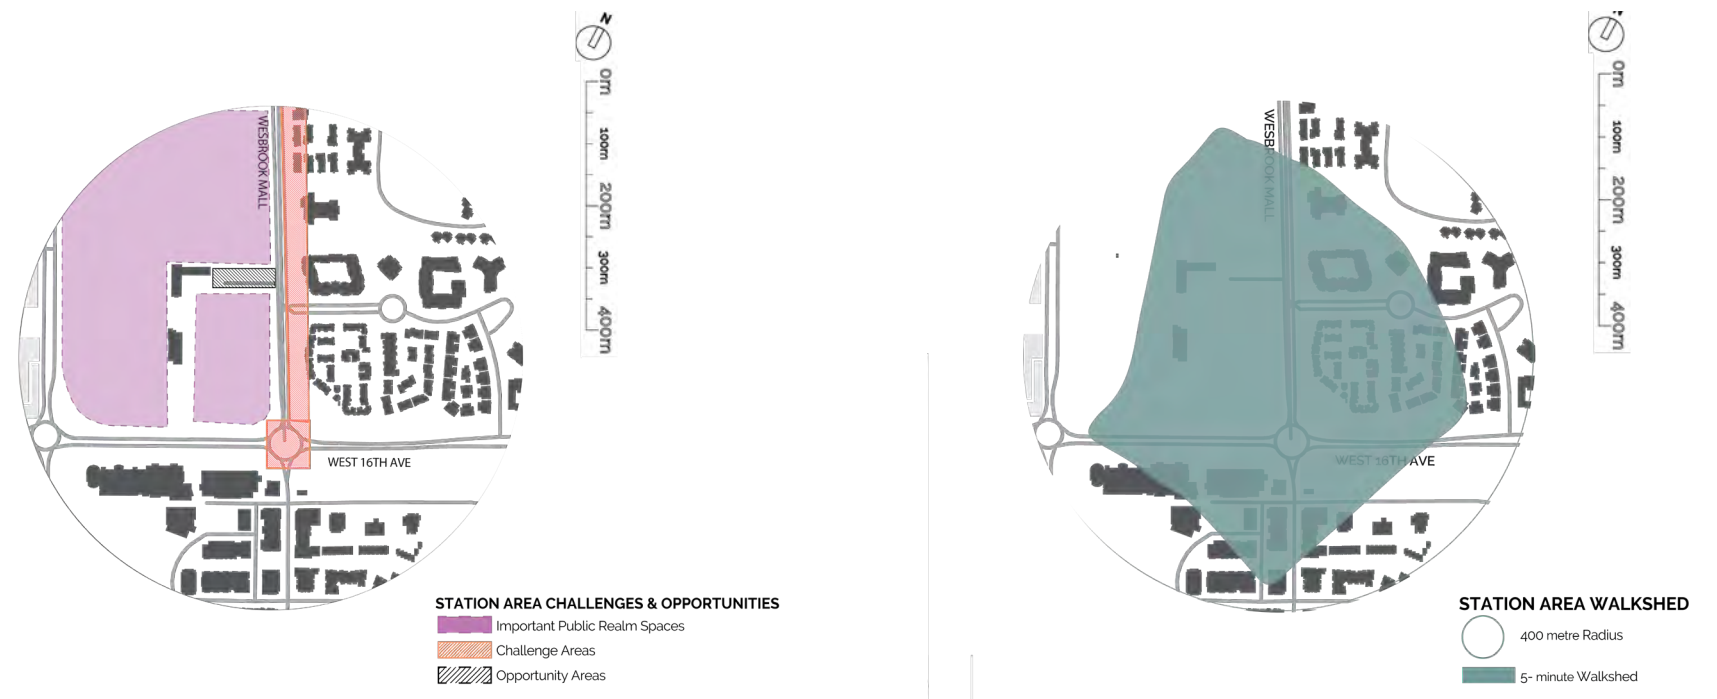 N
0m
100m
200m
300m
400m
WESBROOK MALL
WEST 16TH AVE
STATION AREA CHALLENGES & OPPORTUNITIES
Important Public Realm Spaces
Challenge Areas
Opportunity Areas
N
0m
100m
200m
300m
400m
WESBROOK MALL
WEST 16TH AVE
STATION AREA WALKSHED
400 metre Radius
5- minute Walkshed